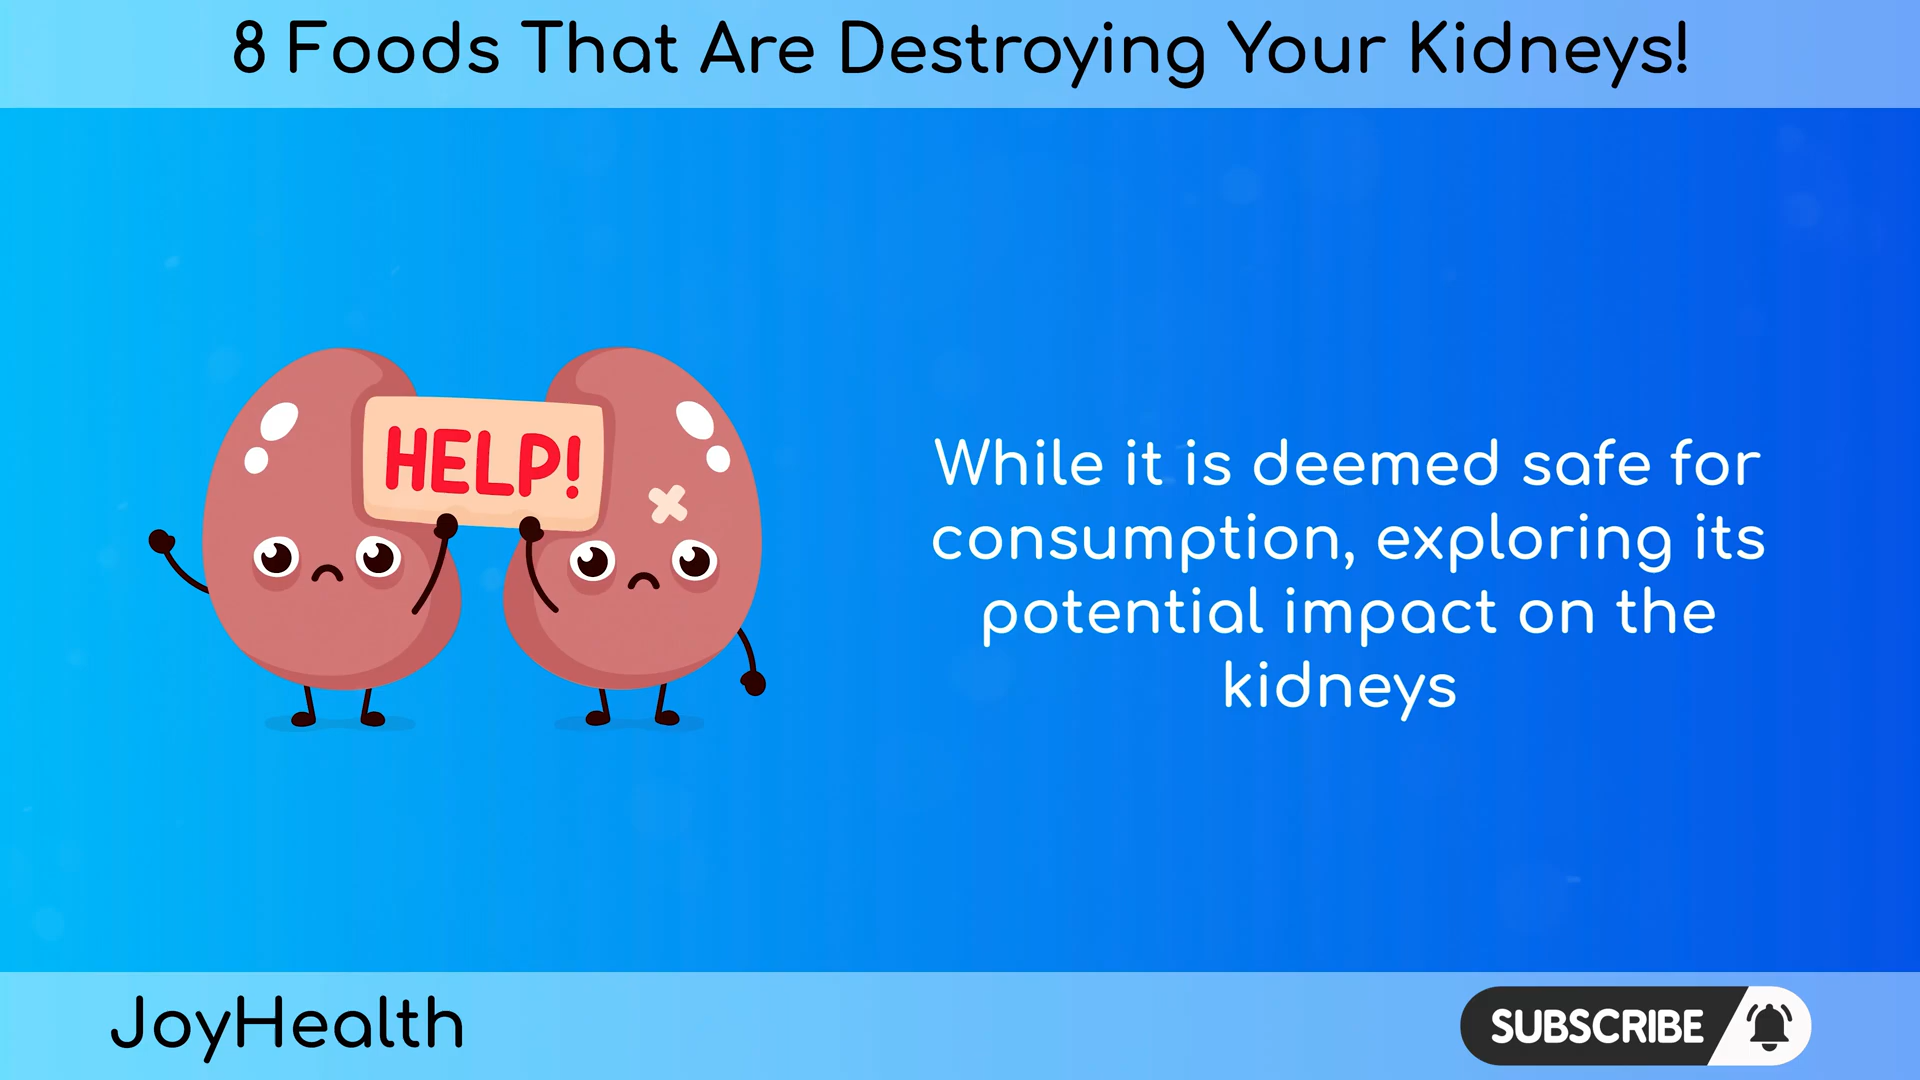 8 Foods That Are Destroying Your Kidneys!
HELP!
While it is deemed safe for
consumption, exploring its
potential impact on the
kidneys
JoyHealth
SUBSCRIBE